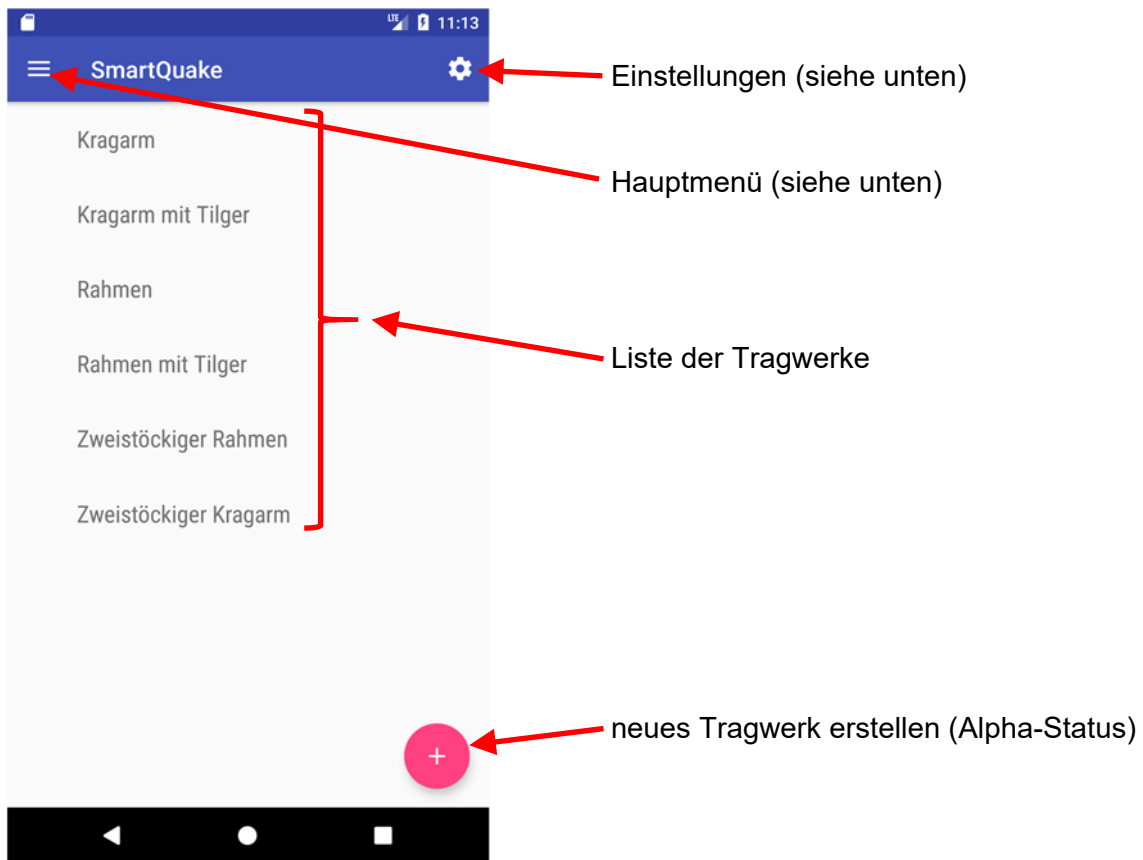 LTE 11:13
SmartQuake
Einstellungen (siehe unten)
Kragarm
Hauptmenü (siehe unten)
Kragarm mit Tilger
Rahmen
Rahmen mit Tilger
Liste der Tragwerke
Zweistöckiger Rahmen
Zweistöckiger Kragarm
neues Tragwerk erstellen (Alpha-Status)